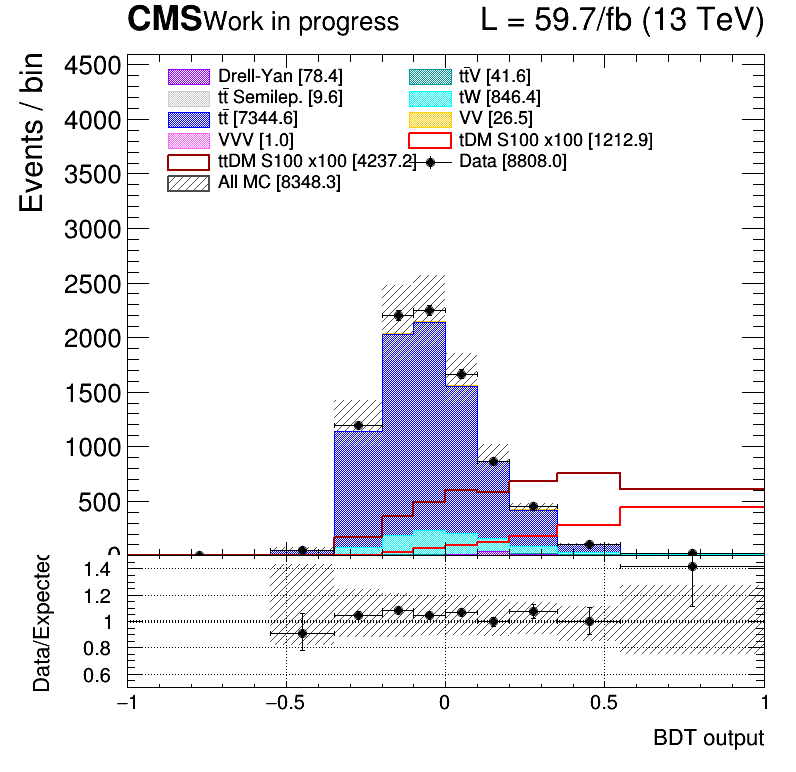 CMS Work in progress L = 59.7/fb (13 TeV)
Events / bin
4500
4000
3500
3000
2500
2000
1500
1000
500
0
Drell-Yan [78.4] tt̄V [41.6]
tt̄ Semilep. [9.6] tW [846.4]
tt̄ [7344.6] VV [26.5]
VVV [1.0] tDM S100 x100 [1212.9]
ttDM S100 x100 [4237.2] Data [8808.0]
All MC [8348.3]
Data/Expected
1.4
1.2
1
0.8
0.6
−1 −0.5 0 0.5 1
BDT output